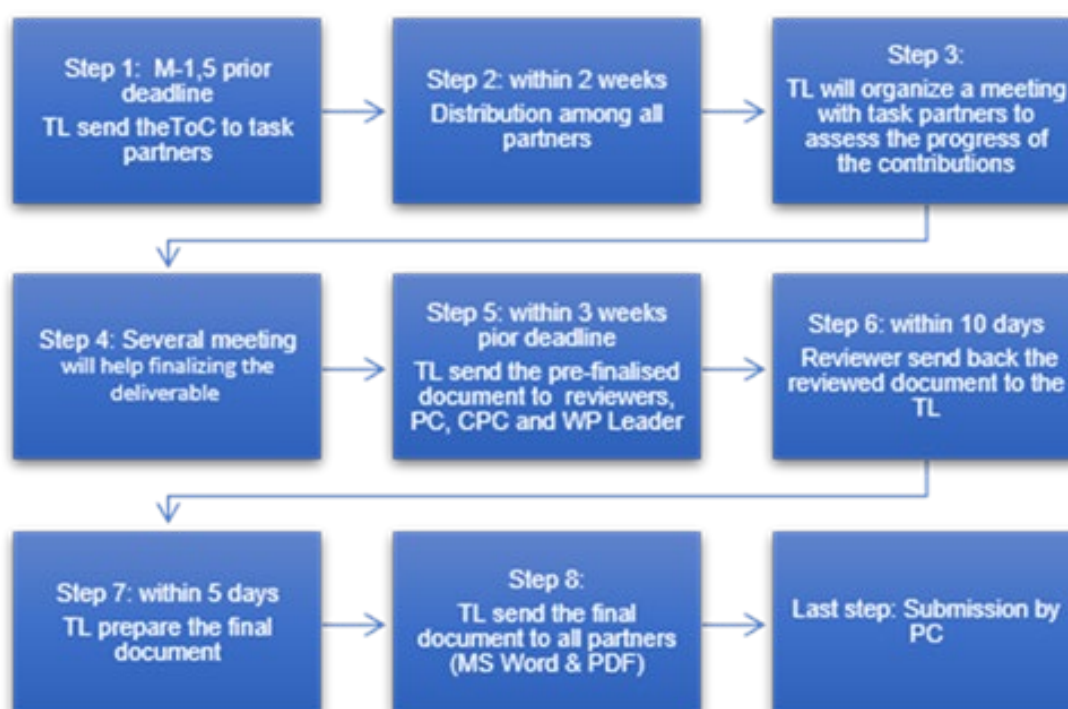 Step 1:  M-1,5 prior
deadline
TL send theToC to task
partners
Step 2: within 2 weeks
Distribution among all
partners
Step 3:
TL will organize a meeting
with task partners to
assess the progress of
the contributions
Step 4: Several meeting
will help finalizing the
deliverable
Step 5: within 3 weeks
pior deadline
TL send the pre-finalised
document to  reviewers,
PC, CPC and WP Leader
Step 6: within 10 days
Reviewer send back the
reviewed document to the
TL
Step 7: within 5 days
TL prepare the final
document
Step 8:
TL send the final
document to all partners
(MS Word & PDF)
Last step: Submission by
PC